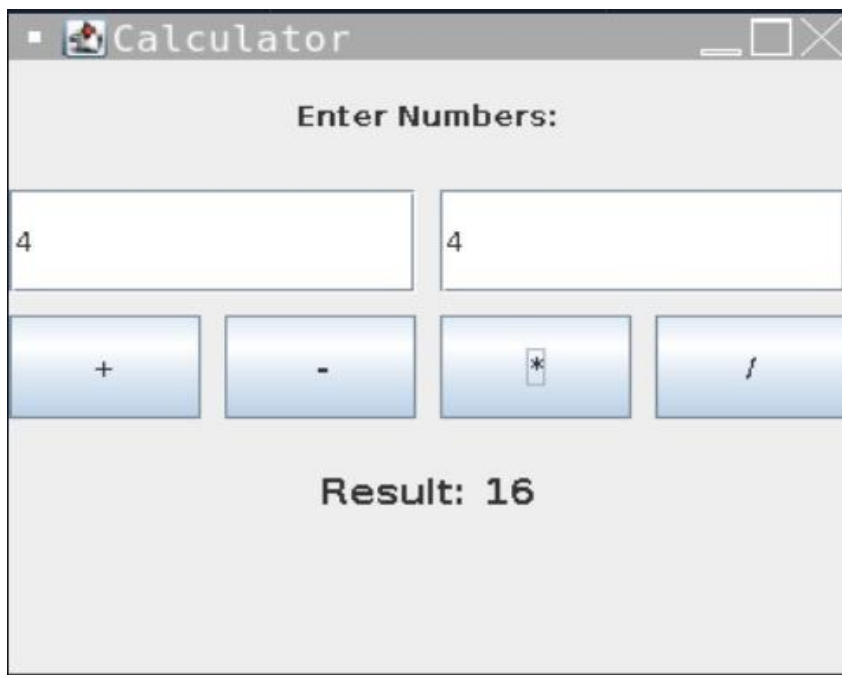 Calculator
Enter Numbers:
4 4
+ - * /
Result: 16